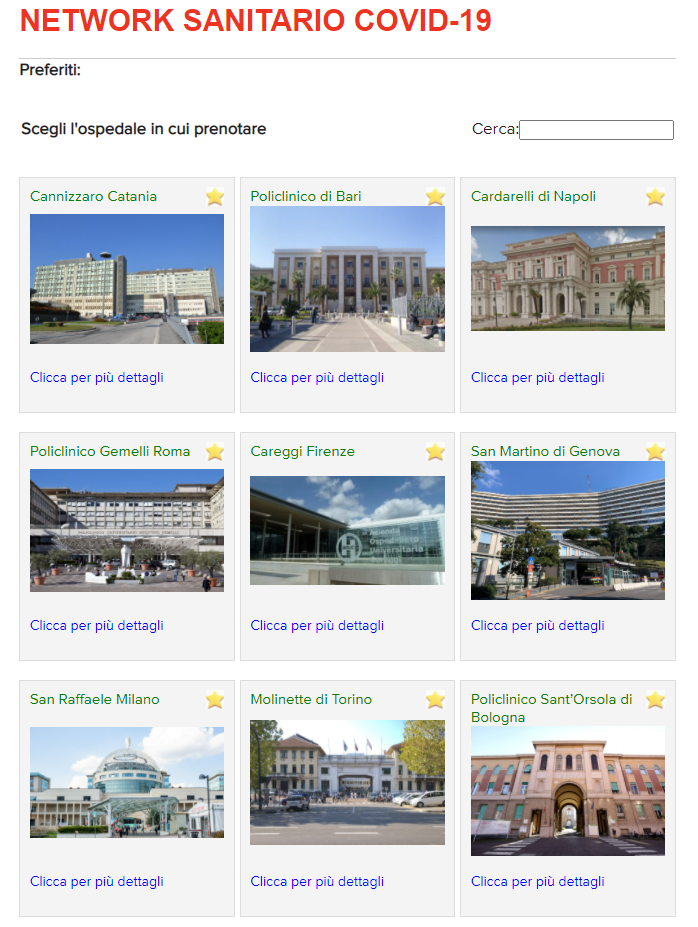 NETWORK SANITARIO COVID-19
Preferiti:
Scegli l'ospedale in cui prenotare
Cerca:
Cannizzaro Catania
Policlinico di Bari
Cardarelli di Napoli
Clicca per più dettagli
Clicca per più dettagli
Clicca per più dettagli
Policlinico Gemelli Roma
Careggi Firenze
San Martino di Genova
Azienda
Ospedaliero
Universitaria
Clicca per più dettagli
Clicca per più dettagli
Clicca per più dettagli
San Raffaele Milano
Molinette di Torino
Policlinico Sant'Orsola di
Bologna
Clicca per più dettagli
Clicca per più dettagli
Clicca per più dettagli